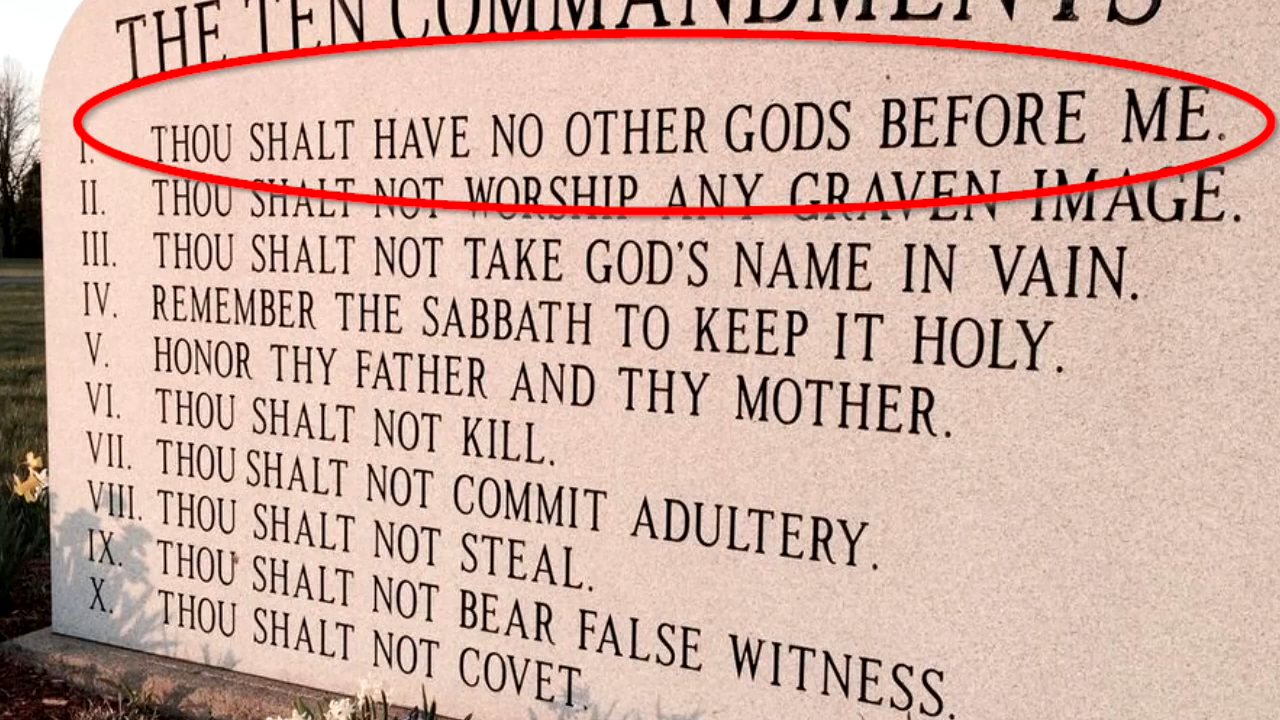 THE TEN COMMANDMENTS
I. THOU SHALT HAVE NO OTHER GODS BEFORE ME.
II. THOU SHALT NOT WORSHIP ANY GRAVEN IMAGE.
III. THOU SHALT NOT TAKE GOD'S NAME IN VAIN.
IV. REMEMBER THE SABBATH TO KEEP IT HOLY.
V. HONOR THY FATHER AND THY MOTHER.
VI. THOU SHALT NOT KILL.
VII. THOU SHALT NOT COMMIT ADULTERY.
VIII. THOU SHALT NOT STEAL.
IX. THOU SHALT NOT BEAR FALSE WITNESS.
X. THOU SHALT NOT COVET.